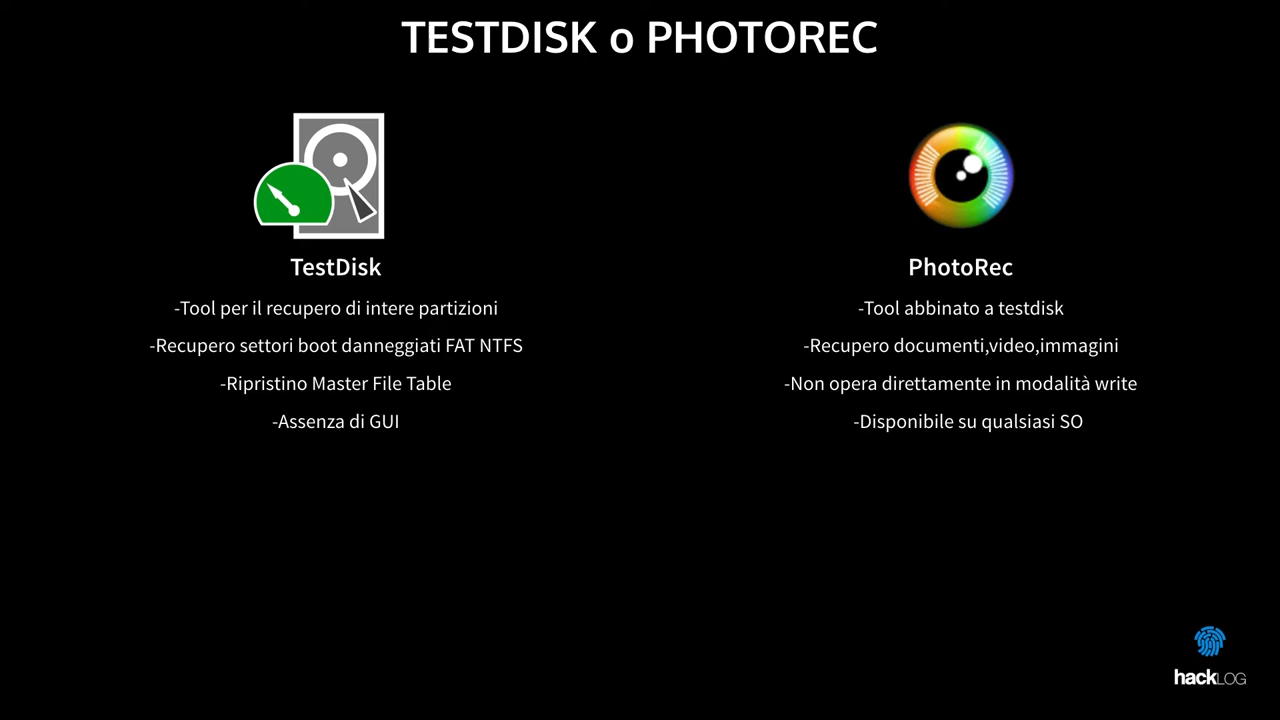 TESTDISK o PHOTOREC
TestDisk
-Tool per il recupero di intere partizioni
-Recupero settori boot danneggiati FAT NTFS
-Ripristino Master File Table
-Assenza di GUI
PhotoRec
-Tool abbinato a testdisk
-Recupero documenti,video,immagini
-Non opera direttamente in modalità write
-Disponibile su qualsiasi SO
hackLOG